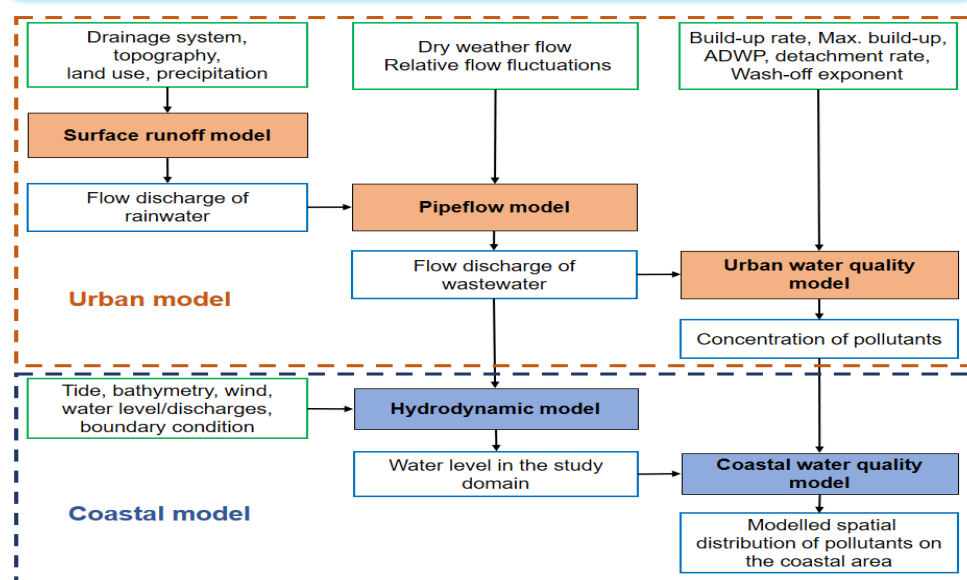 Drainage system,
topography,
land use, precipitation
Dry weather flow
Relative flow fluctuations
Build-up rate, Max. build-up,
ADWP, detachment rate,
Wash-off exponent
Surface runoff model
Flow discharge of
rainwater
Pipeflow model
Flow discharge of
wastewater
Urban water quality
model
Urban model
Concentration of pollutants
Tide, bathymetry, wind,
water level/discharges,
boundary condition
Hydrodynamic model
Water level in the study
domain
Coastal water quality
model
Coastal model
Modelled spatial
distribution of pollutants on
the coastal area